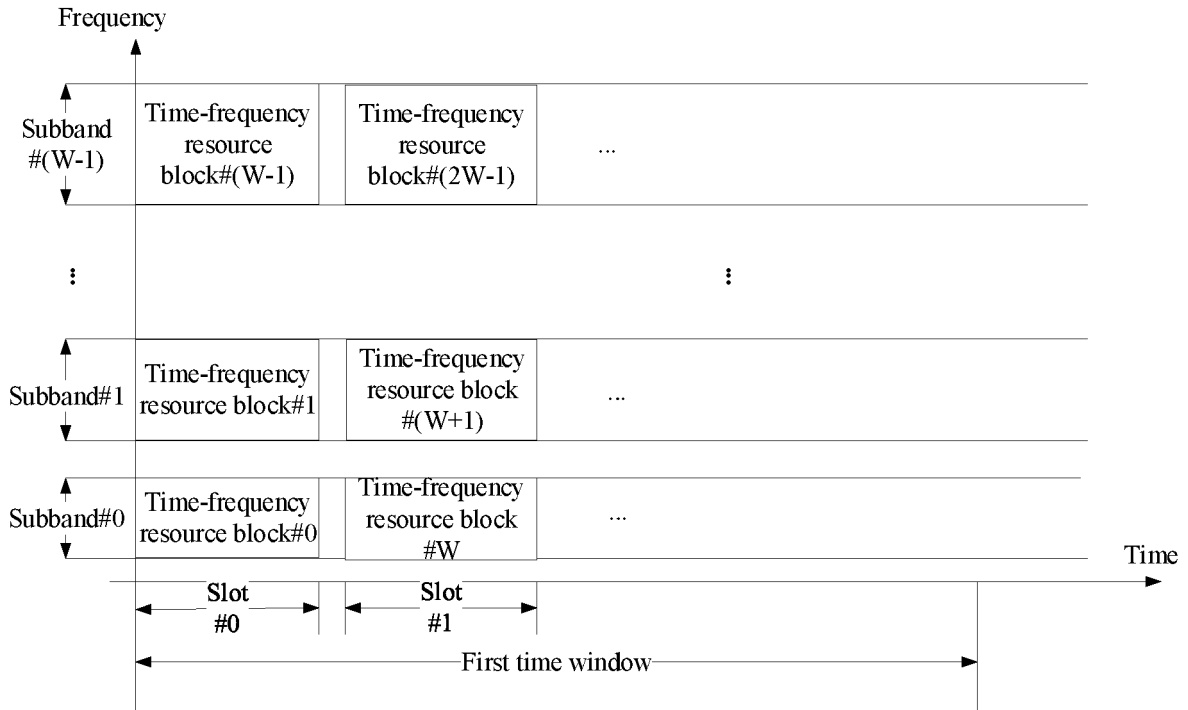 Frequency
Subband
#(W-1)
Time-frequency
resource
block#(W-1)
Time-frequency
resource
block#(2W-1)
...
⋮
⋮
Subband#1
Time-frequency
resource block#1
Time-frequency
resource block
#(W+1)
...
Subband#0
Time-frequency
resource block#0
Time-frequency
resource block
#W
...
Time
Slot
#0
Slot
#1
First time window